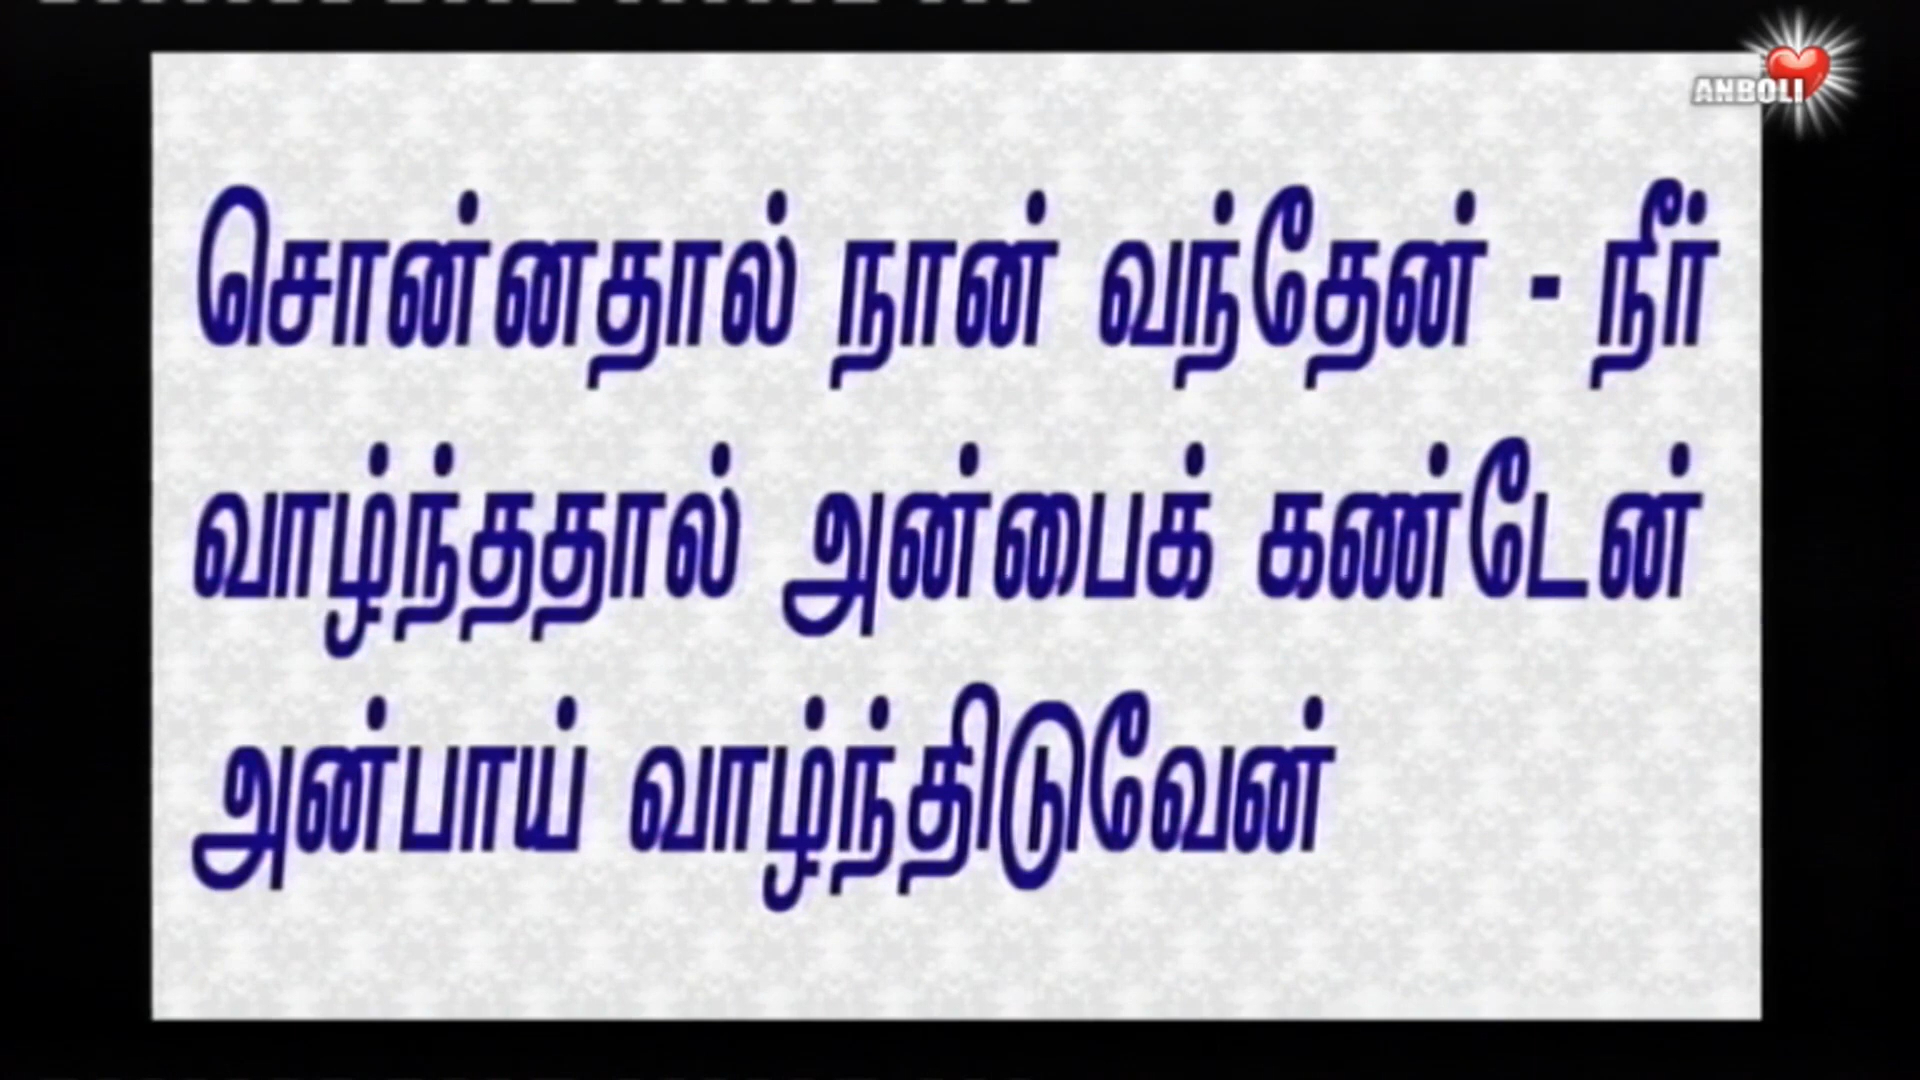 ANBOLI
சொன்னதால் நான் வந்தேன் - நீர்
வாழ்ந்ததால் அன்பைக் கண்டேன்
அன்பாய் வாழ்ந்திடுவேன்